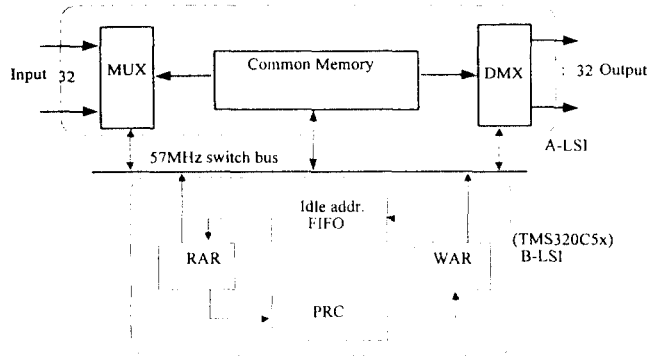 MUX
Common Memory
DMX
Input 32
: 32 Output
A-LSI
57MHz switch bus
Idle addr.
FIFO
RAR
WAR
(TMS320C5x)
B-LSI
PRC